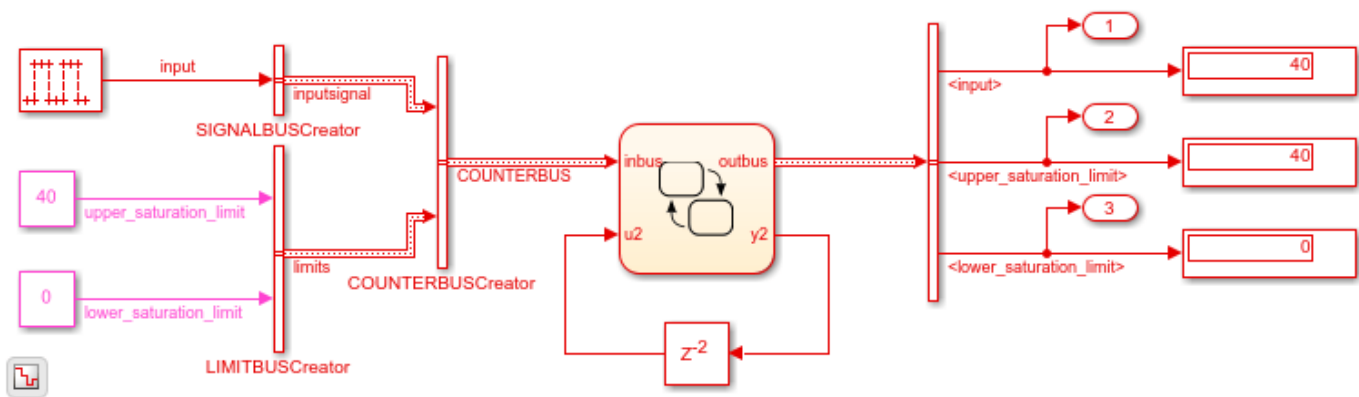 input
inputsignal
SIGNALBUSCreator
40
upper_saturation_limit
0
lower_saturation_limit
limits
LIMITBUSCreator
COUNTERBUS
COUNTERBUSCreator
inbus
outbus
u2
y2
Z-2
1
<input>
40
2
<upper_saturation_limit>
40
3
<lower_saturation_limit>
0